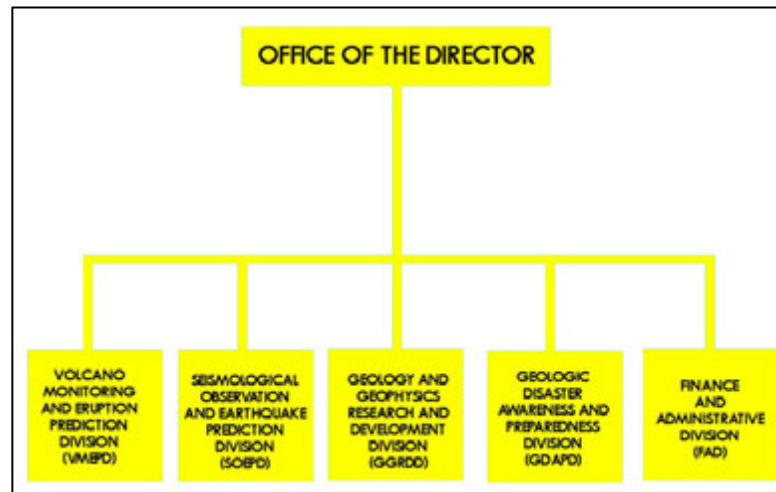 OFFICE OF THE DIRECTOR
VOLCANO
MONITORING
AND ERUPTION
PREDICTION
DIVISION
(VMEPD)
SEISMOLOGICAL
OBSERVATION
AND EARTHQUAKE
PREDICTION
DIVISION
(SOEPD)
GEOLOGY AND
GEOPHYSICS
RESEARCH AND
DEVELOPMENT
DIVISION
(GGRDD)
GEOLOGIC
DISASTER
AWARENESS AND
PREPAREDNESS
DIVISION
(GDAPD)
FINANCE
AND
ADMINISTRATIVE
DIVISION
(FAD)